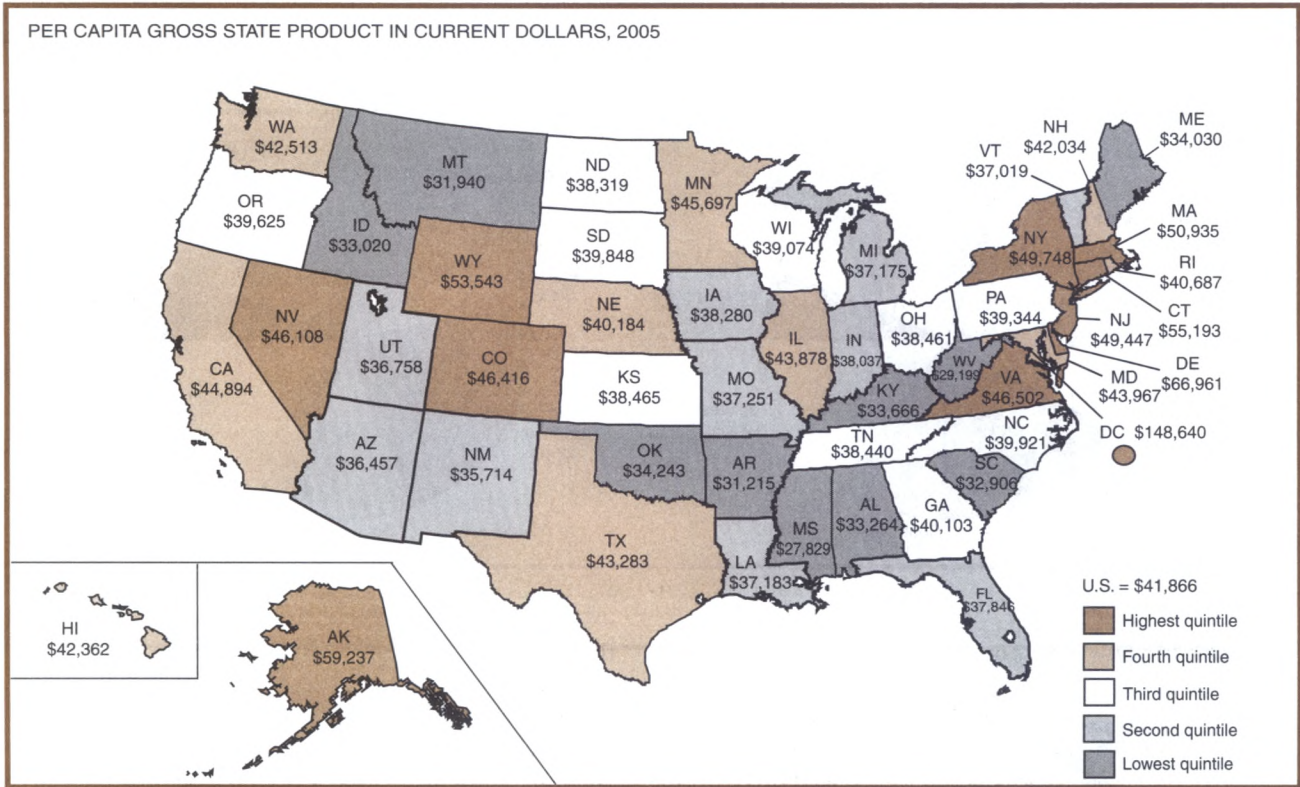 PER CAPITA GROSS STATE PRODUCT IN CURRENT DOLLARS, 2005
WA
$42,513
OR
$39,625
CA
$44,894
NV
$46,108
ID
$33,020
MT
$31,940
WY
$53,543
UT
$36,758
CO
$46,416
AZ
$36,457
NM
$35,714
ND
$38,319
SD
$39,848
NE
$40,184
KS
$38,465
OK
$34,243
TX
$43,283
MN
$45,697
IA
$38,280
MO
$37,251
AR
$31,215
LA
$37,183
WI
$39,074
IL
$43,878
MI
$37,175
IN
$38,037
OH
$38,461
KY
$33,666
TN
$38,440
MS
$27,829
AL
$33,264
GA
$40,103
FL
$37,846
SC
$32,906
NC
$39,921
VA
$46,502
WV
$29,199
PA
$39,344
NY
$49,748
VT
$37,019
NH
$42,034
ME
$34,030
MA
$50,935
RI
$40,687
CT
$55,193
NJ
$49,447
DE
$66,961
MD
$43,967
DC $148,640
HI
$42,362
AK
$59,237
U.S. = $41,866
Highest quintile
Fourth quintile
Third quintile
Second quintile
Lowest quintile